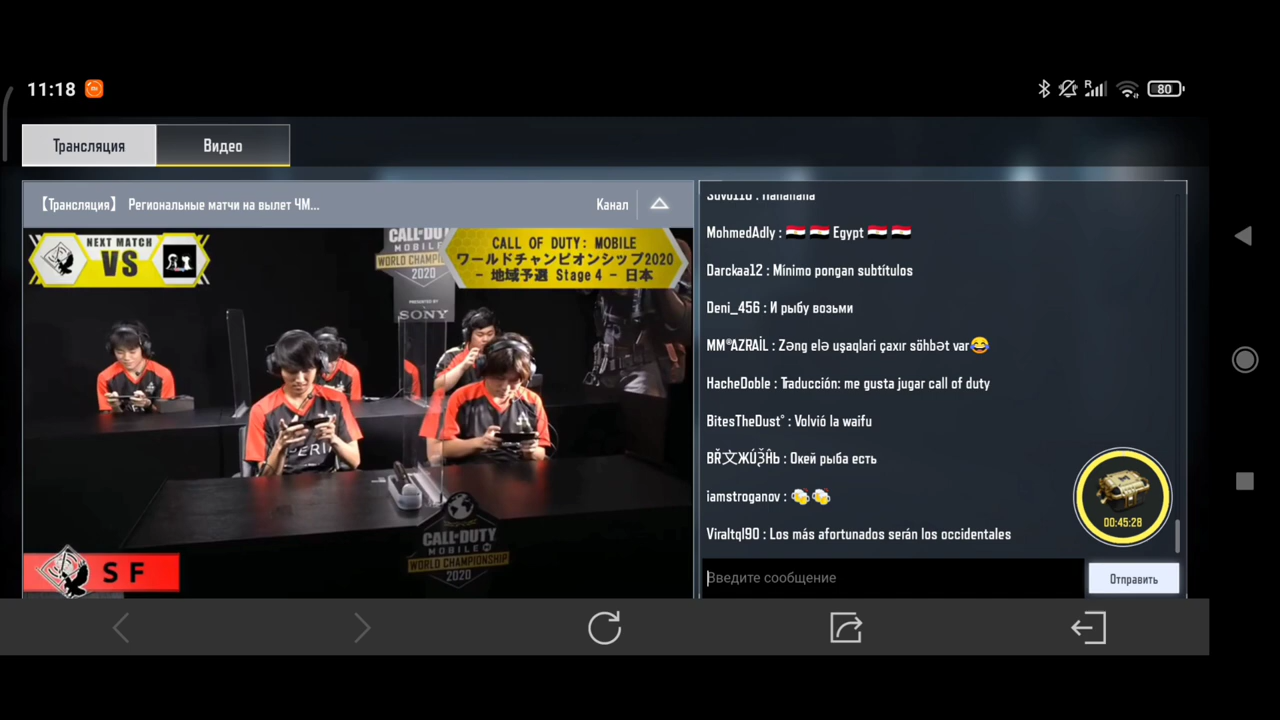 11:18
R
80
Трансляция
Видео
【Трансляция】 Региональные матчи на вылет ЧМ...
Канал
NEXT MATCH
VS
CALL OF DUTY
MOBILE
WORLD CHAMPI
2020
PRESENTED BY
SONY
CALL OF DUTY: MOBILE
ワールドチャンピオンシップ2020
- 地域予選 Stage 4 - 日本
CALL OF DUTY
MOBILE
WORLD CHAMPIONSHIP
2020
SF
MohmedAdly : 🇪🇬 🇪🇬 Egypt 🇪🇬 🇪🇬
Darckaa12 : Mínimo pongan subtítulos
Deni_456 : И рыбу возьми
MM®AZRAİL : Zəng elə uşaqlari çaxır söhbət var😂
HacheDoble : Traducción: me gusta jugar call of duty
BitesTheDust° : Volvió la waifu
: Окей рыба есть
iamstroganov : 🍻🍻
Viraltql90 : Los más afortunados serán los occidentales
00:45:28
Введите сообщение
Отправить